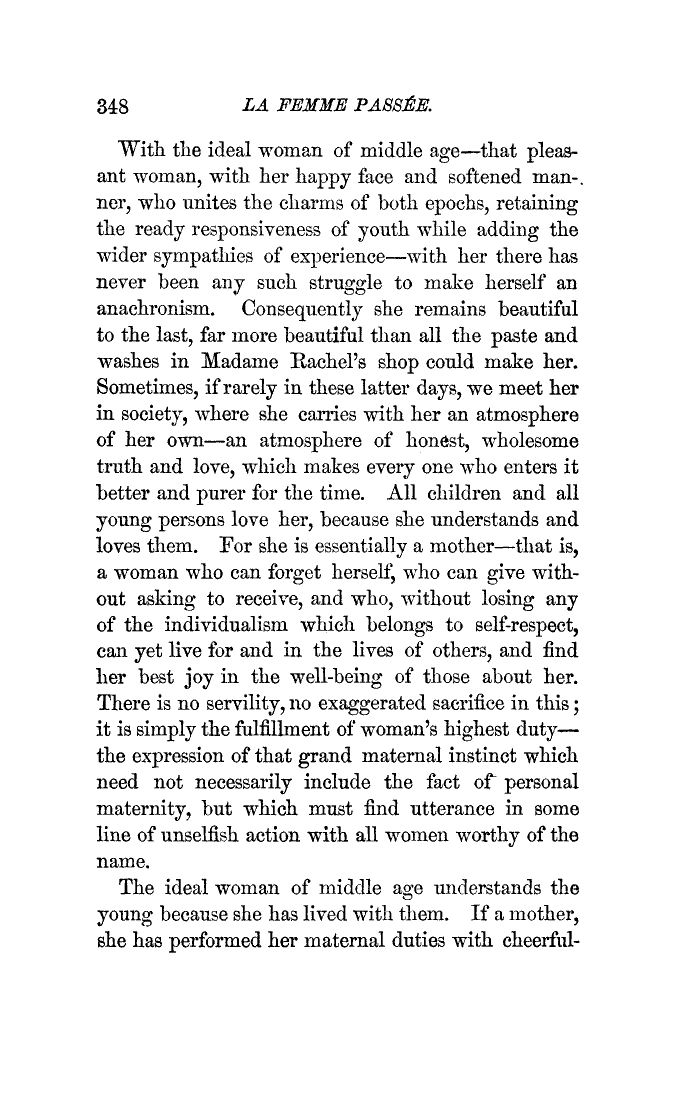 348 LA FEMME PASSÉE.
With the ideal woman of middle age—that pleas-
ant woman, with her happy face and softened man-.
ner, who unites the charms of both epochs, retaining
the ready responsiveness of youth while adding the
wider sympathies of experience—with her there has
never been any such struggle to make herself an
anachronism. Consequently she remains beautiful
to the last, far more beautiful than all the paste and
washes in Madame Rachel's shop could make her.
Sometimes, if rarely in these latter days, we meet her
in society, where she carries with her an atmosphere
of her own—an atmosphere of honest, wholesome
truth and love, which makes every one who enters it
better and purer for the time. All children and all
young persons love her, because she understands and
loves them. For she is essentially a mother—that is,
a woman who can forget herself, who can give with-
out asking to receive, and who, without losing any
of the individualism which belongs to self-respect,
can yet live for and in the lives of others, and find
her best joy in the well-being of those about her.
There is no servility, no exaggerated sacrifice in this;
it is simply the fulfillment of woman's highest duty—
the expression of that grand maternal instinct which
need not necessarily include the fact of personal
maternity, but which must find utterance in some
line of unselfish action with all women worthy of the
name.
The ideal woman of middle age understands the
young because she has lived with them. If a mother,
she has performed her maternal duties with cheerful-